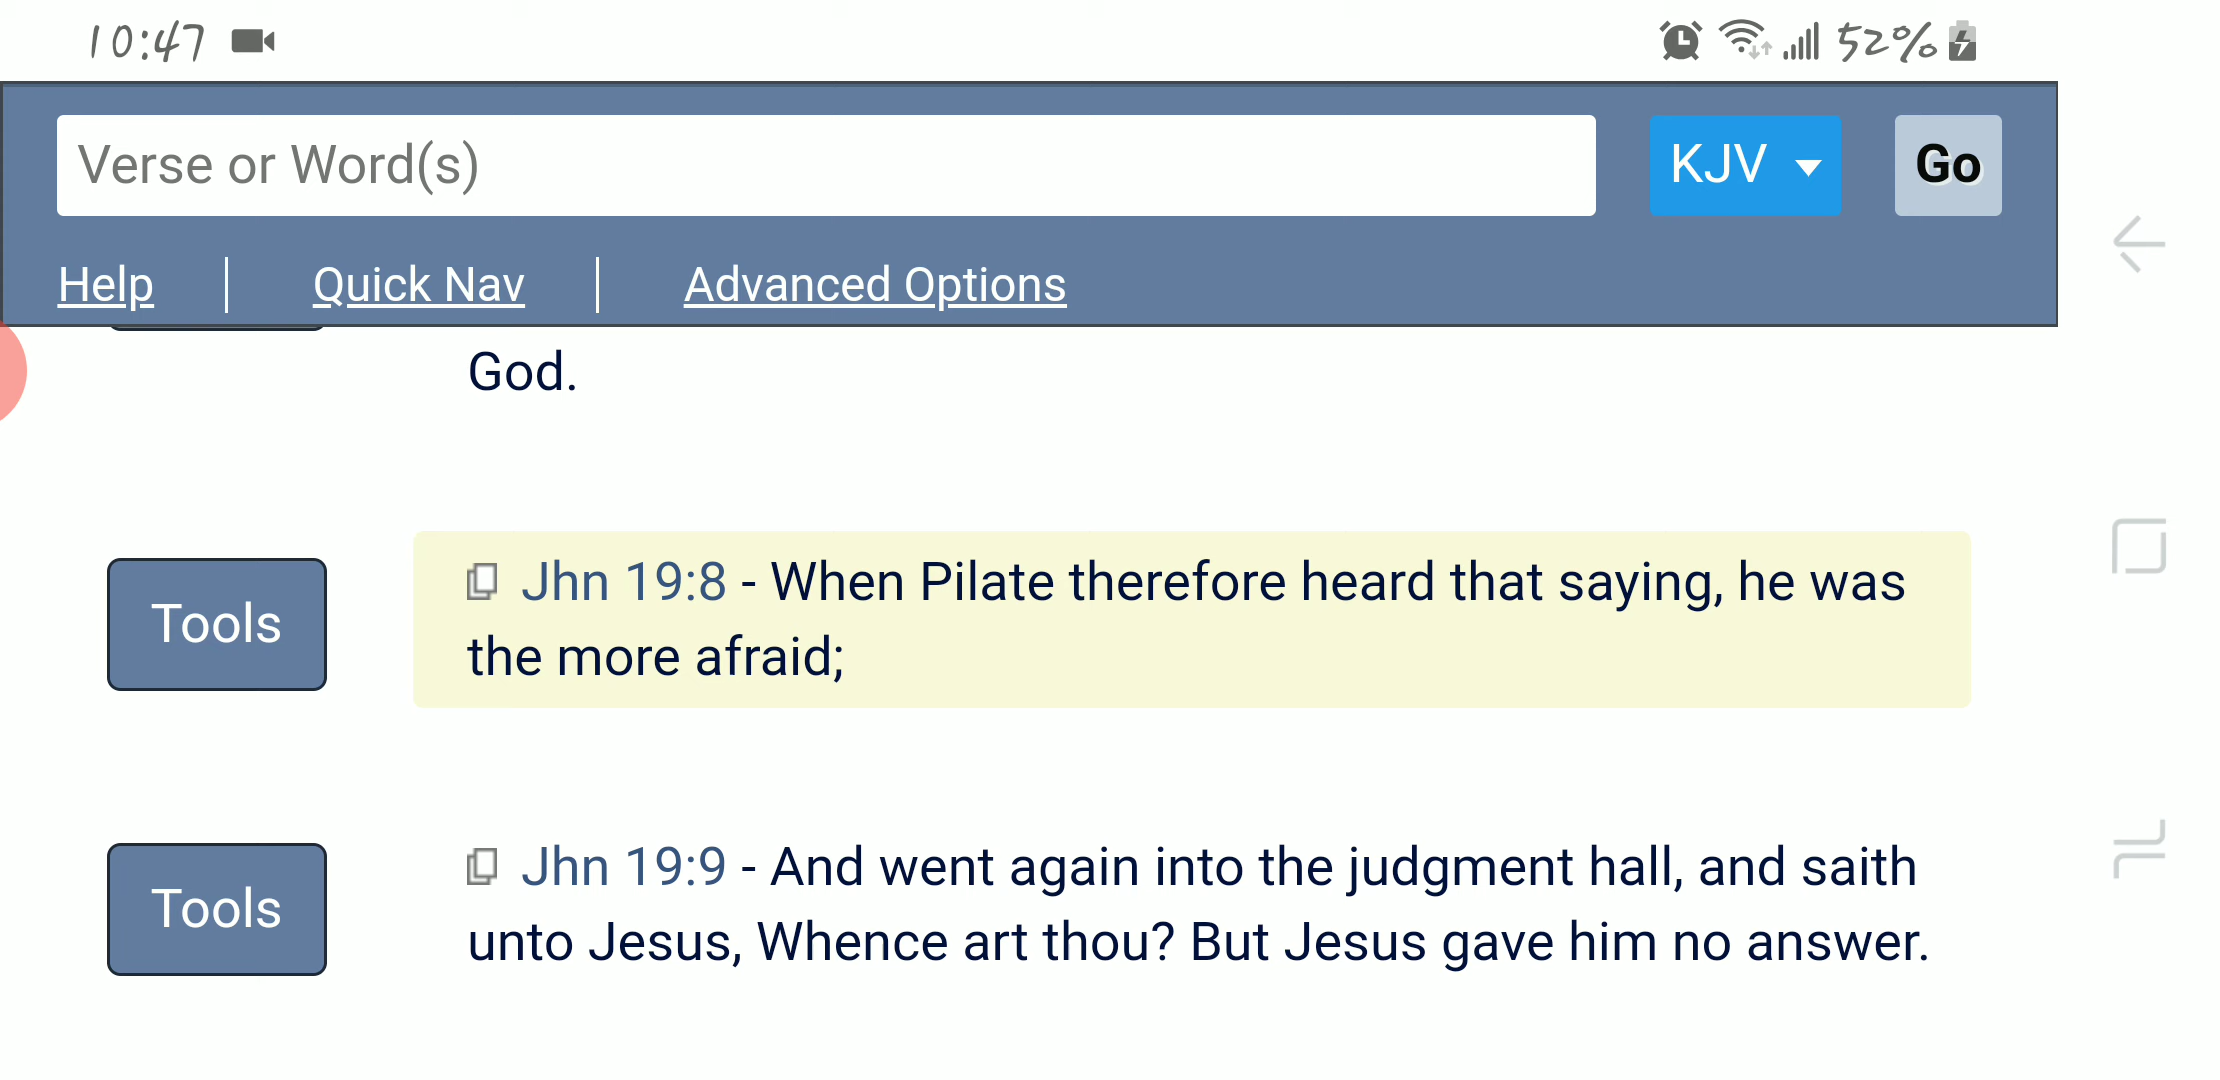 10:47 52%
Verse or Word(s) KJV Go
Help Quick Nav Advanced Options
God.
Tools
Jhn 19:8 - When Pilate therefore heard that saying, he was
the more afraid;
Tools
Jhn 19:9 - And went again into the judgment hall, and saith
unto Jesus, Whence art thou? But Jesus gave him no answer.